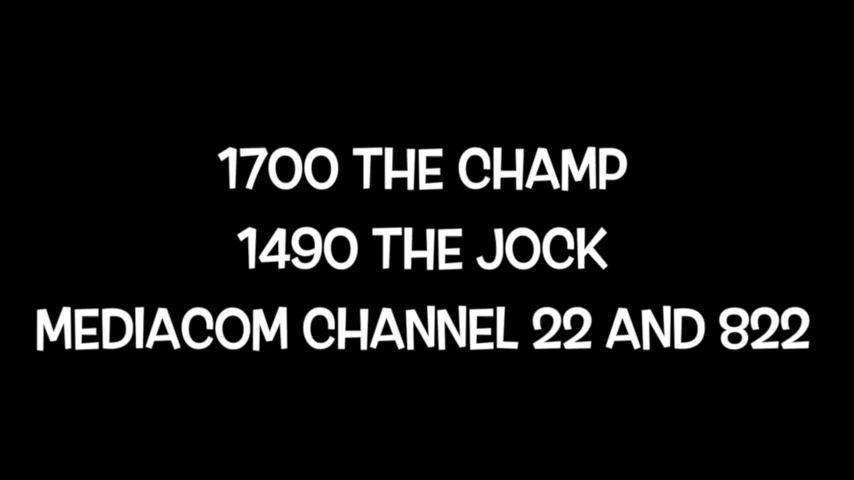 1700 THE CHAMP
1490 THE JOCK
MEDIACOM CHANNEL 22 AND 822